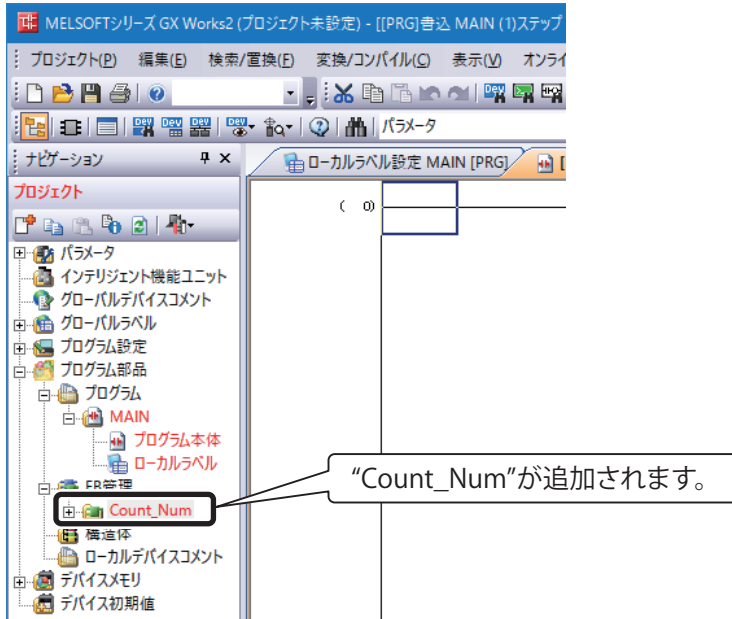 MELSOFTシリーズ GX Works2 (プロジェクト未設定) - [[PRG]書込 MAIN (1)ステップ
プロジェクト(P) 編集(E) 検索/置換(F) 変換/コンパイル(C) 表示(V) オンライ
パラメータ
ナビゲーション
ローカルラベル設定 MAIN [PRG]
[
プロジェクト
( 0)
パラメータ
インテリジェント機能ユニット
グローバルデバイスコメント
グローバルラベル
プログラム設定
プログラム部品
プログラム
MAIN
プログラム本体
ローカルラベル
FB管理
Count_Num
"Count_Num"が追加されます。
構造体
ローカルデバイスコメント
デバイスメモリ
デバイス初期値